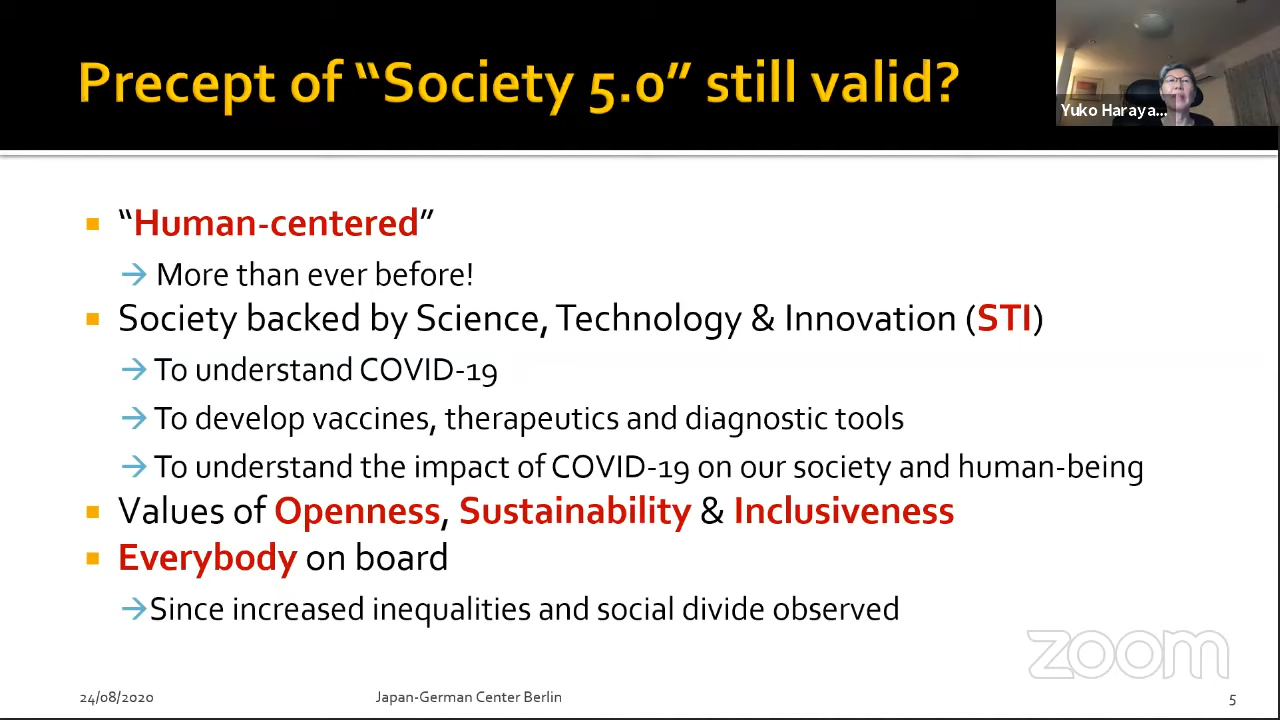 Precept of “Society 5.0” still valid?
Yuko Haraya...
“Human-centered”
→ More than ever before!
Society backed by Science, Technology & Innovation (STI)
→ To understand COVID-19
→ To develop vaccines, therapeutics and diagnostic tools
→ To understand the impact of COVID-19 on our society and human-being
Values of Openness, Sustainability & Inclusiveness
Everybody on board
→Since increased inequalities and social divide observed
zoom
24/08/2020
Japan-German Center Berlin
5